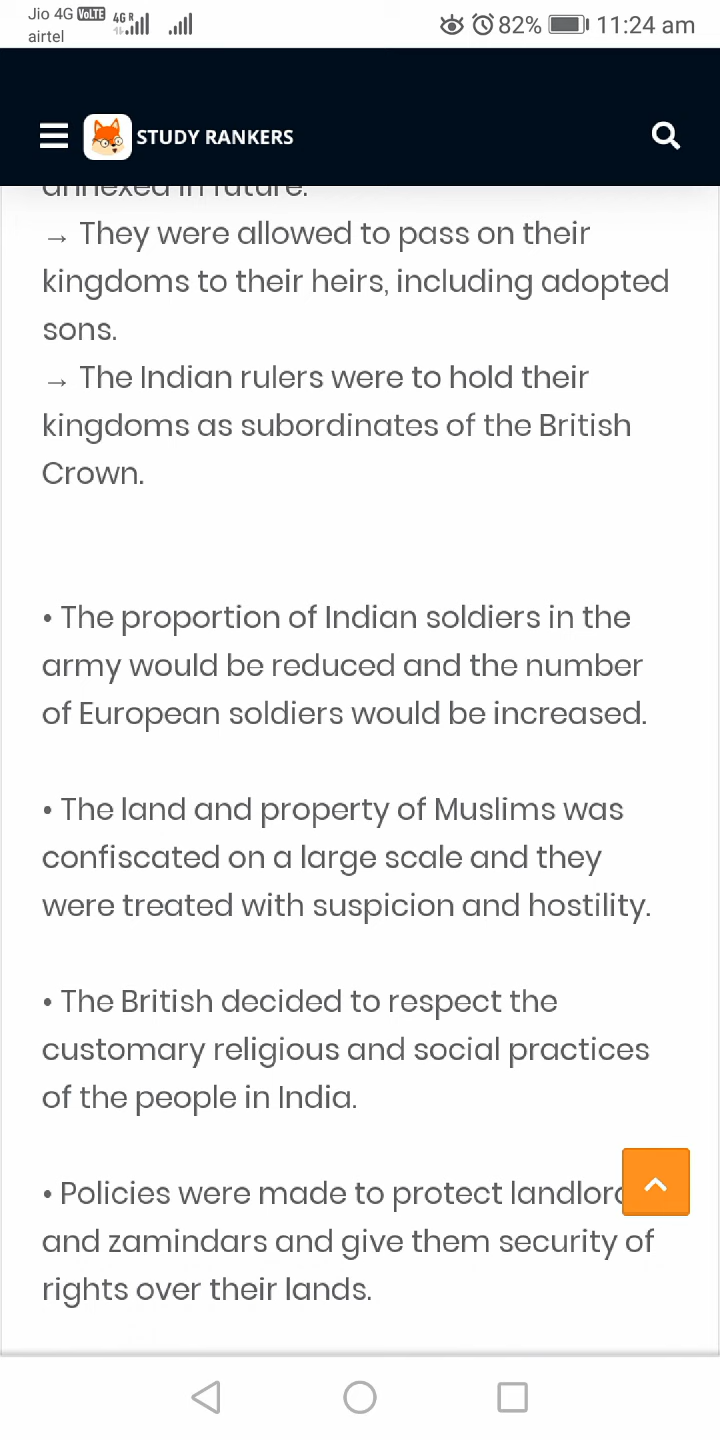 Jio 4G VoLTE 4G R 82% 11:24 am
airtel
STUDY RANKERS
annexed in future.
→ They were allowed to pass on their
kingdoms to their heirs, including adopted
sons.
→ The Indian rulers were to hold their
kingdoms as subordinates of the British
Crown.
• The proportion of Indian soldiers in the
army would be reduced and the number
of European soldiers would be increased.
• The land and property of Muslims was
confiscated on a large scale and they
were treated with suspicion and hostility.
• The British decided to respect the
customary religious and social practices
of the people in India.
• Policies were made to protect landlor
and zamindars and give them security of
rights over their lands.